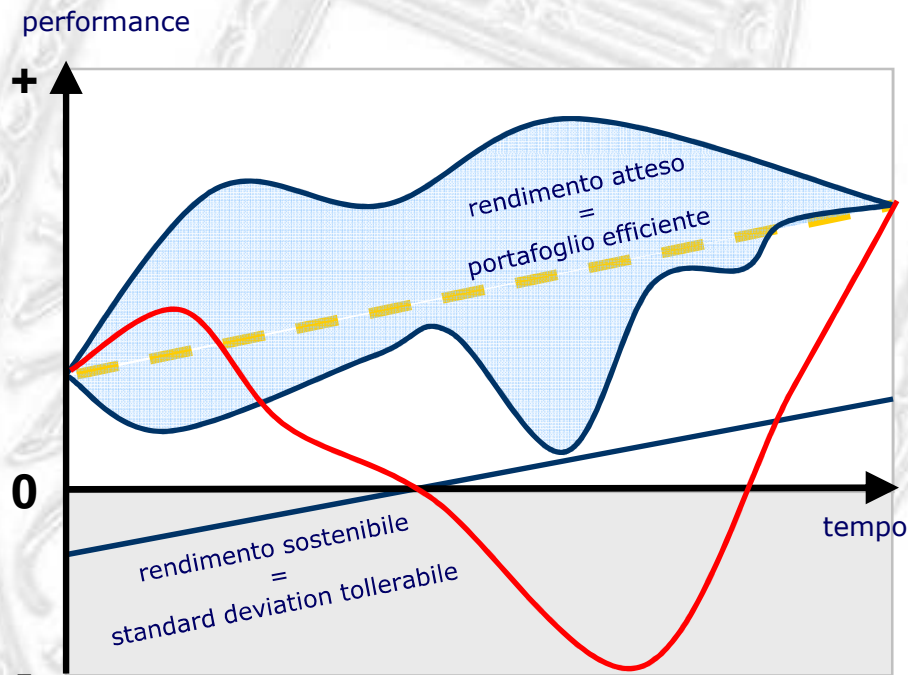 performance
+
rendimento atteso
=
portafoglio efficiente
0
tempo
rendimento sostenibile
=
standard deviation tollerabile
-